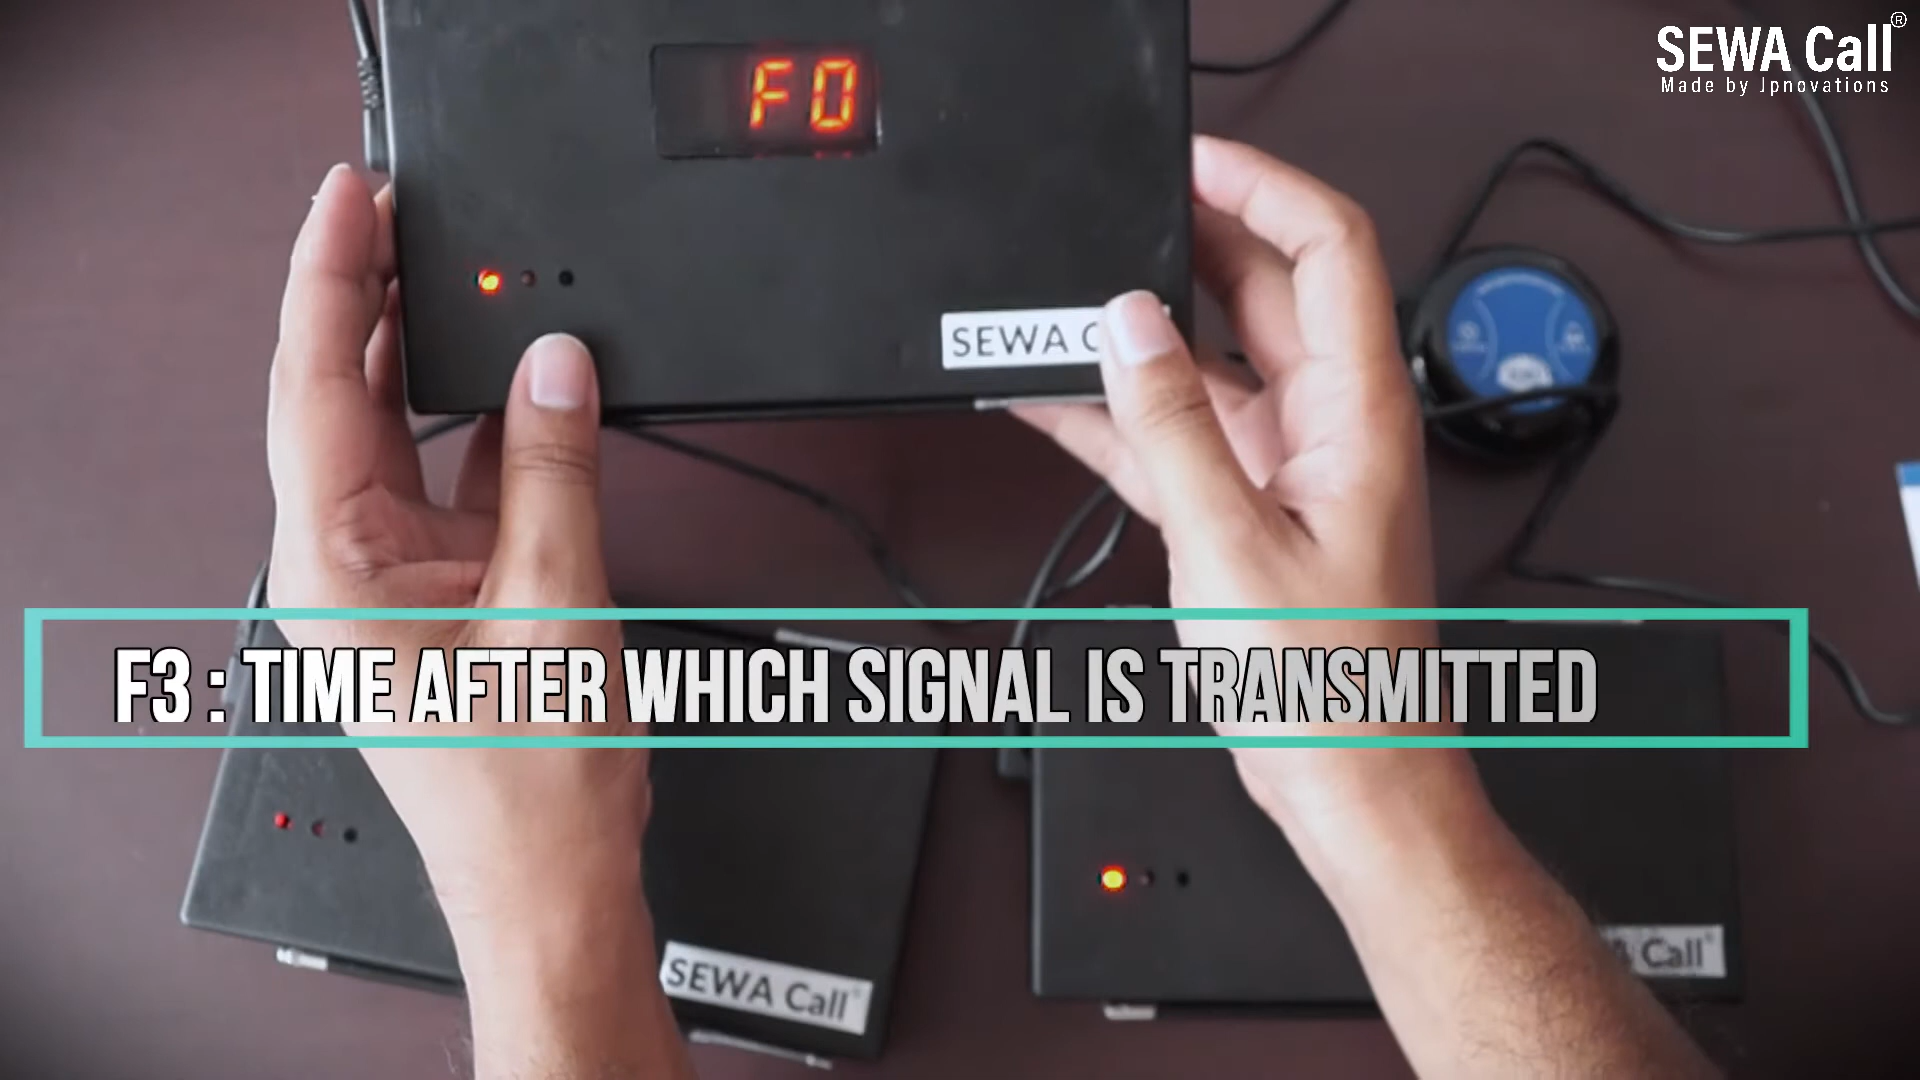 SEWA Call®
Made by Jpnovations
F0
SEWA C
F3 : TIME AFTER WHICH SIGNAL IS TRANSMITTED
SEWA Call
A Call